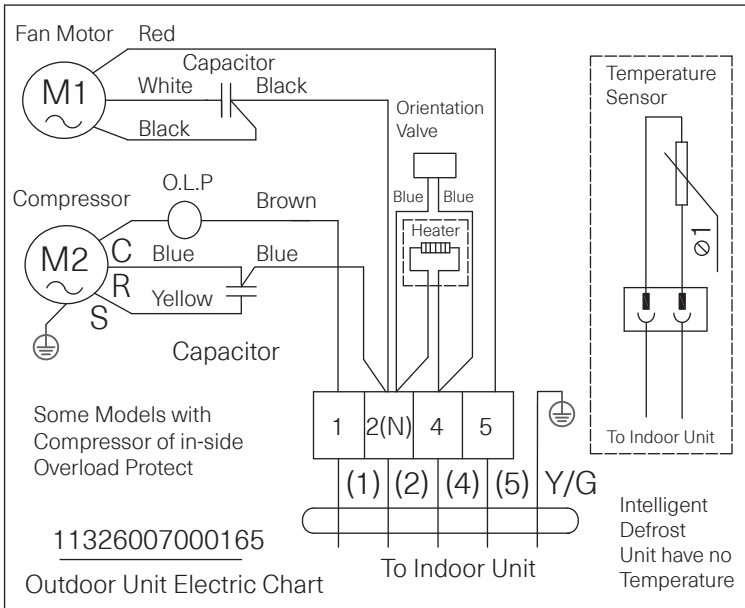 Fan Motor
Red
Capacitor
M1
White
Black
Black
Orientation
Valve
Blue
Blue
Heater
Compressor
O.L.P
Brown
M2
C
Blue
Blue
R
Yellow
S
Capacitor
Some Models with
Compressor of in-side
Overload Protect
1
2(N)
4
5
(1)
(2)
(4)
(5)
Y/G
To Indoor Unit
11326007000165
Outdoor Unit Electric Chart
Temperature
Sensor
⌀1
To Indoor Unit
Intelligent
Defrost
Unit have no
Temperature